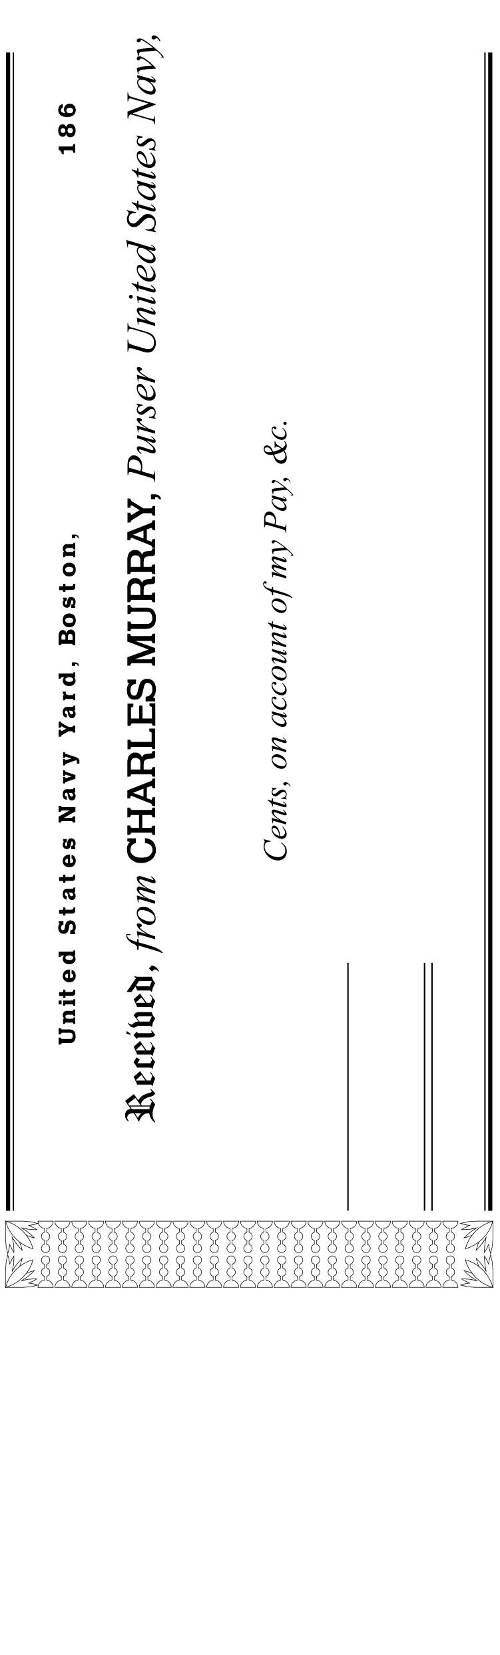 United States Navy Yard, Boston, 186
Received, from CHARLES MURRAY, Purser United States Navy,
Cents, on account of my Pay, &c.